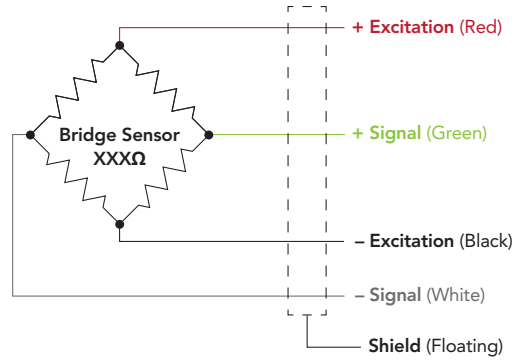 + Excitation (Red)
+ Signal (Green)
Bridge Sensor
XXXΩ
– Excitation (Black)
– Signal (White)
Shield (Floating)